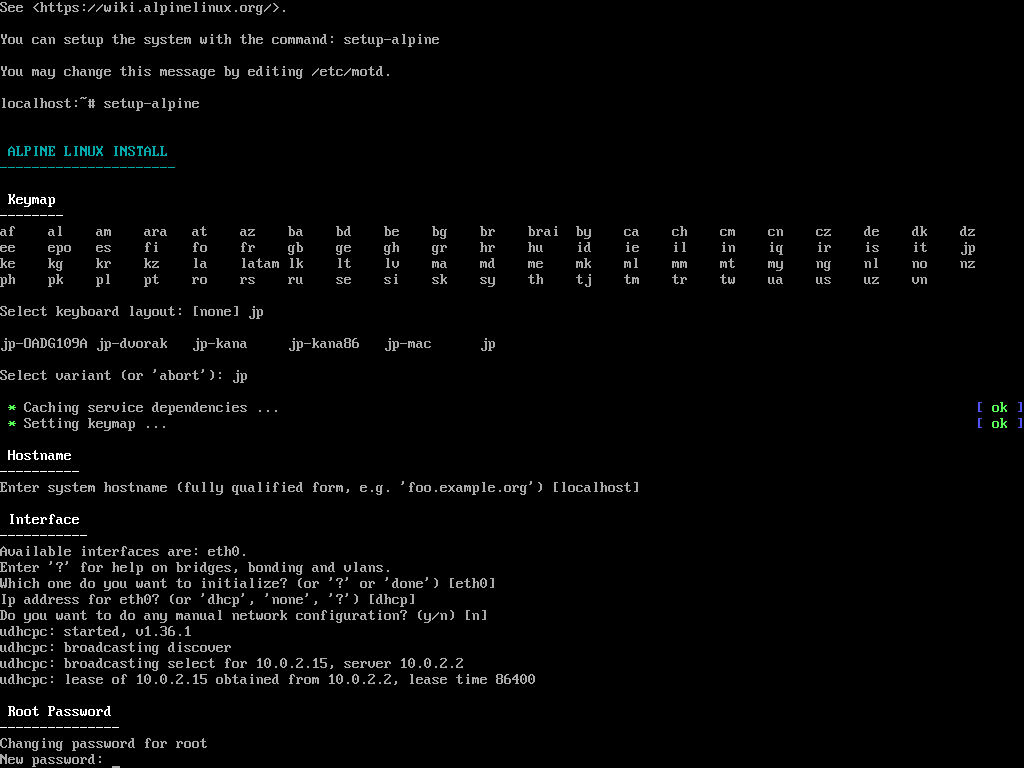 See <https://wiki.alpinelinux.org/>.
You can setup the system with the command: setup-alpine
You may change this message by editing /etc/motd.
localhost:~# setup-alpine
ALPINE LINUX INSTALL
----------------------
Keymap
--------
af al am ara at az ba bd be bg br brai by ca ch cm cn cz de dk dz
ee epo es fi fo fr gb ge gh gr hr hu id ie il in iq ir is it jp
ke kg kr kz la latam lk lt lv ma md me mk ml mm mt my ng nl no nz
ph pk pl pt ro rs ru se si sk sy th tj tm tr tw ua us uz vn
Select keyboard layout: [none] jp
jp-OADG109A jp-dvorak jp-kana jp-kana86 jp-mac jp
Select variant (or 'abort'): jp
* Caching service dependencies ... [ ok ]
* Setting keymap ... [ ok ]
Hostname
----------
Enter system hostname (fully qualified form, e.g. 'foo.example.org') [localhost]
Interface
-----------
Available interfaces are: eth0.
Enter '?' for help on bridges, bonding and vlans.
Which one do you want to initialize? (or '?' or 'done') [eth0]
Ip address for eth0? (or 'dhcp', 'none', '?') [dhcp]
Do you want to do any manual network configuration? (y/n) [n]
udhcpc: started, v1.36.1
udhcpc: broadcasting discover
udhcpc: broadcasting select for 10.0.2.15, server 10.0.2.2
udhcpc: lease of 10.0.2.15 obtained from 10.0.2.2, lease time 86400
Root Password
---------------
Changing password for root
New password: _